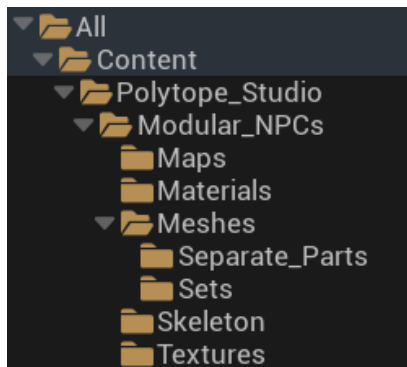 All
Content
Polytope_Studio
Modular_NPCs
Maps
Materials
Meshes
Separate_Parts
Sets
Skeleton
Textures